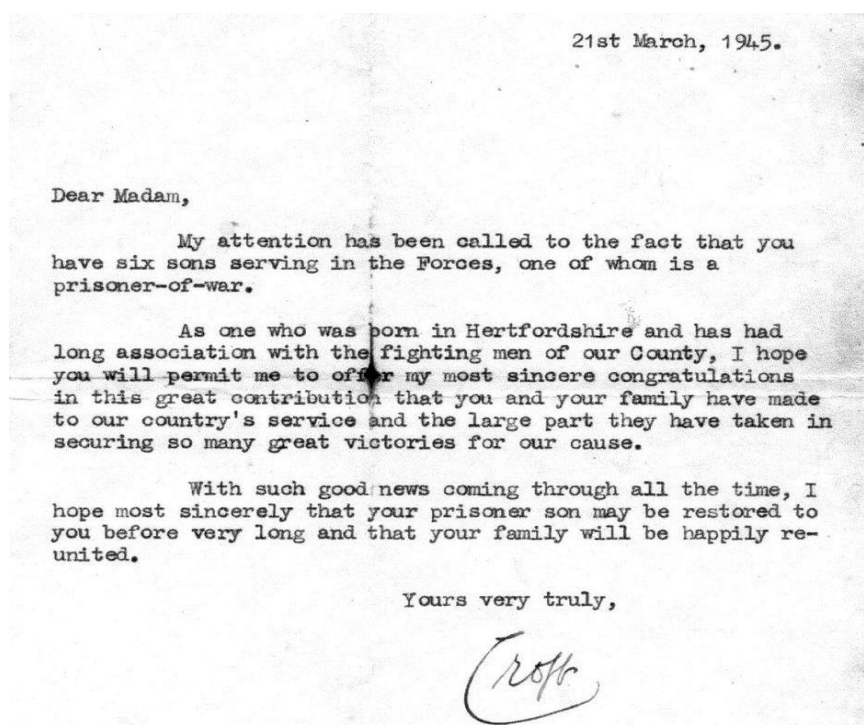 21st March, 1945.
Dear Madam,
My attention has been called to the fact that you
have six sons serving in the Forces, one of whom is a
prisoner-of-war.
As one who was born in Hertfordshire and has had
long association with the fighting men of our County, I hope
you will permit me to offer my most sincere congratulations
in this great contribution that you and your family have made
to our country's service and the large part they have taken in
securing so many great victories for our cause.
With such good news coming through all the time, I
hope most sincerely that your prisoner son may be restored to
you before very long and that your family will be happily re-
united.
Yours very truly,
Croft